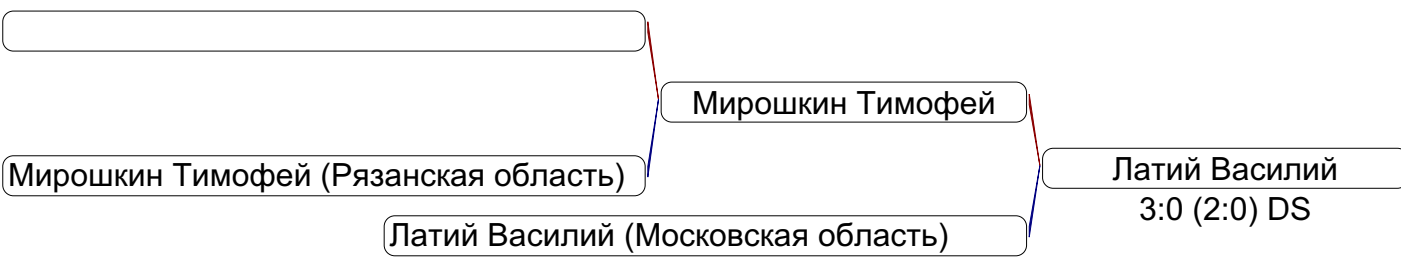 Мирошкин Тимофей
Мирошкин Тимофей (Рязанская область)
Латий Василий
3:0 (2:0) DS
Латий Василий (Московская область)